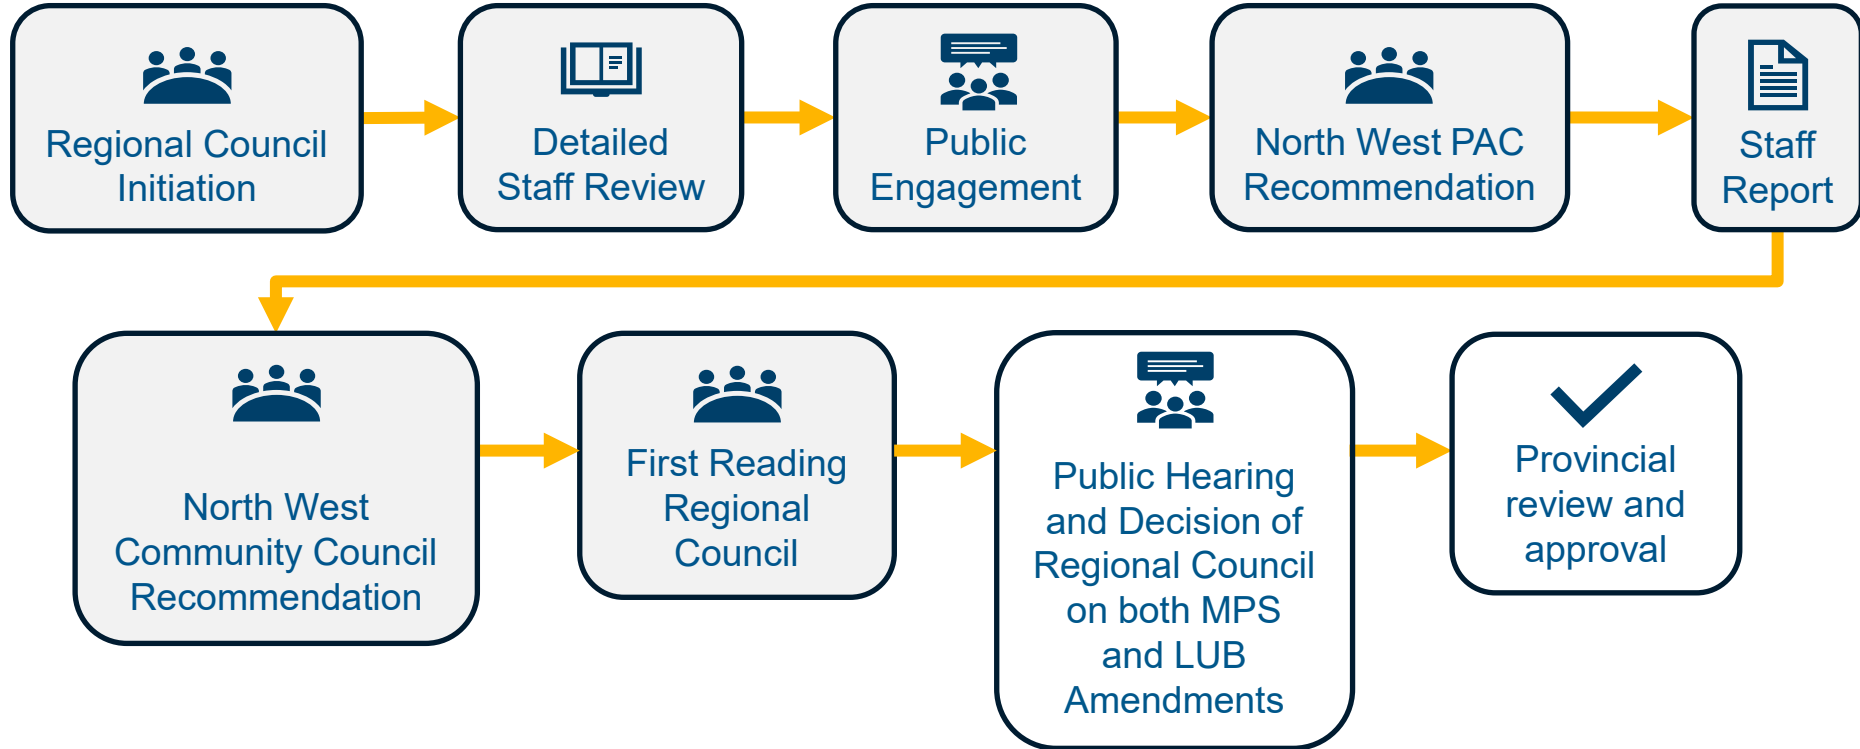 Regional Council
Initiation
Detailed
Staff Review
Public
Engagement
North West PAC
Recommendation
Staff
Report
North West
Community Council
Recommendation
First Reading
Regional
Council
Public Hearing
and Decision of
Regional Council
on both MPS
and LUB
Amendments
Provincial
review and
approval